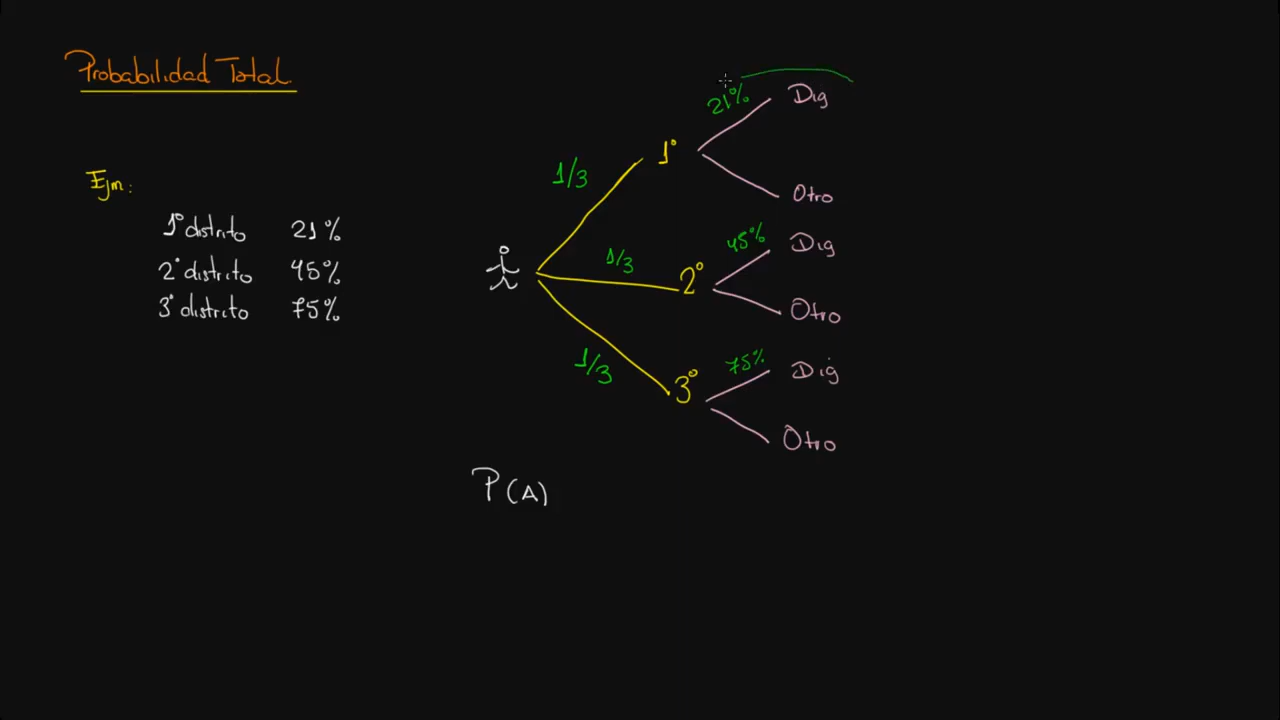 Probabilidad Total.
Ejm:
1° distrito 21%
2° distrito 45%
3° distrito 75%
1/3
1/3
1/3
1°
2°
3°
21% Dig
Otro
45% Dig
Otro
75% Dig
Otro
P(A)